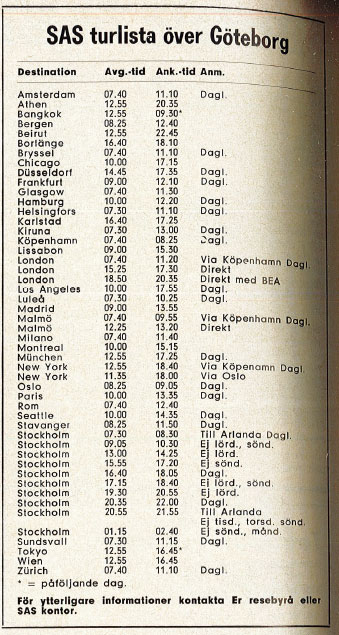 SAS turlista över Göteborg
Destination Avg.-tid Ank.-tid Anm.
Amsterdam 07.40 11.10 Dagl.
Athen 12.55 20.35
Bangkok 12.55 09.30*
Bergen 08.25 12.40
Beirut 12.55 22.45
Borlänge 16.40 18.10
Bryssel 07.40 11.10 Dagl.
Chicago 10.00 17.15
Düsseldorf 14.45 17.35 Dagl.
Frankfurt 09.00 12.10 Dagl.
Glasgow 07.40 11.30
Hamburg 10.00 12.20 Dagl.
Helsingfors 07.30 11.10 Dagl.
Karlstad 16.40 17.25
Kiruna 07.30 13.00 Dagl.
Köpenhamn 07.40 08.25 Dagl.
Lissabon 09.00 15.30
London 07.40 11.20 Via Köpenhamn Dagl.
London 15.25 17.30 Direkt
London 18.50 20.35 Direkt med BEA
Los Angeles 10.00 17.55 Dagl.
Luleå 07.30 10.25 Dagl.
Madrid 09.00 13.55
Malmö 07.40 09.55 Via Köpenhamn Dagl.
Malmö 12.25 13.20 Direkt
Milano 07.40 11.40
Montreal 10.00 15.15
München 12.55 17.25 Dagl.
New York 12.55 18.40 Via Köpenamn Dagl.
New York 11.35 18.00 Via Oslo
Oslo 08.25 09.05 Dagl.
Paris 10.00 13.35 Dagl.
Rom 07.40 12.40
Seattle 10.00 14.35 Dagl.
Stavanger 08.25 11.50 Dagl.
Stockholm 07.30 08.30 Till Arlanda Dagl.
Stockholm 09.05 10.30 Ej lörd., sönd.
Stockholm 13.00 14.25 Ej lörd.
Stockholm 15.55 17.20 Ej sönd.
Stockholm 16.40 18.05 Dagl.
Stockholm 17.15 18.40 Ej lörd., sönd.
Stockholm 19.30 20.55 Ej lörd.
Stockholm 20.35 22.00 Dagl.
Stockholm 20.55 21.55 Till Arlanda
Ej tisd., torsd. sönd.
Stockholm 01.15 02.40 Ej sönd., månd.
Sundsvall 07.30 11.15 Dagl.
Tokyo 12.55 16.45*
Wien 12.55 16.45
Zürich 07.40 11.10 Dagl.
* = påföljande dag.
För ytterligare informationer kontakta Er resebyrå eller
SAS kontor.